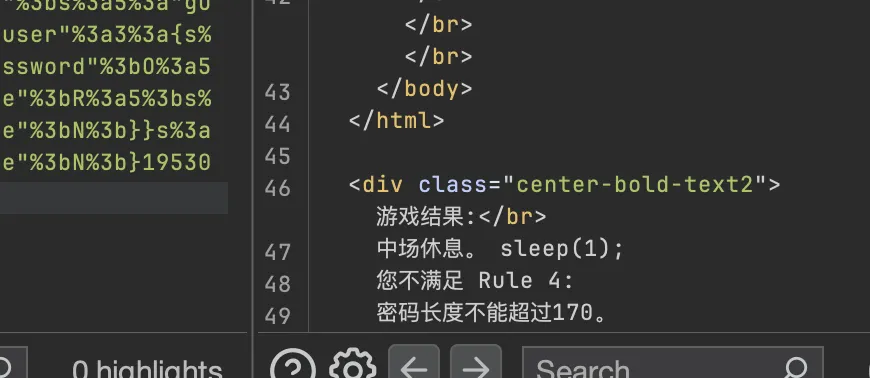 "%3bs%3a5%3a"gU
user"%3a3%3a{s%
ssword"%3bO%3a5
e"%3bR%3a5%3bs%
e"%3bN%3b}}s%3a
e"%3bN%3b}19530
</br>
</br>
43 </body>
44 </html>
45
46 <div class="center-bold-text2">
游戏结果:</br>
47 中场休息。 sleep(1);
48 您不满足 Rule 4:
49 密码长度不能超过170。
0 highlights
Search